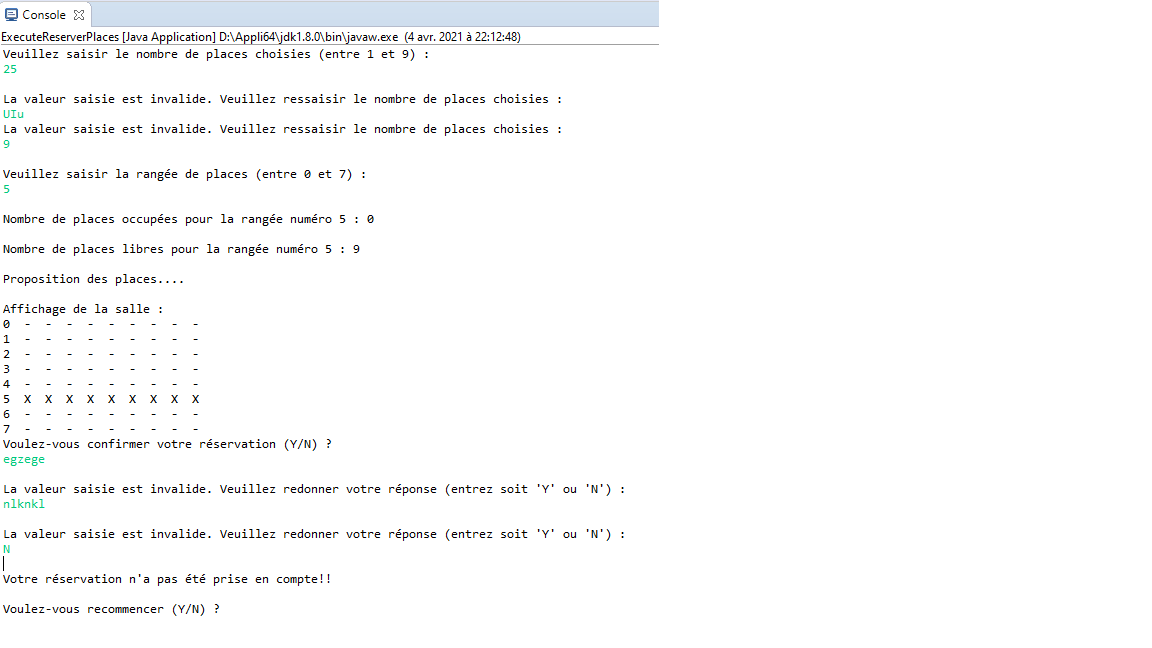 Console
ExecuteReserverPlaces [Java Application] D:\Appli64\jdk1.8.0\bin\javaw.exe (4 avr. 2021 à 22:12:48)
Veuillez saisir le nombre de places choisies (entre 1 et 9) :
25
La valeur saisie est invalide. Veuillez ressaisir le nombre de places choisies :
UIu
La valeur saisie est invalide. Veuillez ressaisir le nombre de places choisies :
9
Veuillez saisir la rangée de places (entre 0 et 7) :
5
Nombre de places occupées pour la rangée numéro 5 : 0
Nombre de places libres pour la rangée numéro 5 : 9
Proposition des places....
Affichage de la salle :
0 - - - - - - - - -
1 - - - - - - - - -
2 - - - - - - - - -
3 - - - - - - - - -
4 - - - - - - - - -
5 X X X X X X X X X
6 - - - - - - - - -
7 - - - - - - - - -
Voulez-vous confirmer votre réservation (Y/N) ?
egzege
La valeur saisie est invalide. Veuillez redonner votre réponse (entrez soit 'Y' ou 'N') :
nlknkl
La valeur saisie est invalide. Veuillez redonner votre réponse (entrez soit 'Y' ou 'N') :
N
Votre réservation n'a pas été prise en compte!!
Voulez-vous recommencer (Y/N) ?